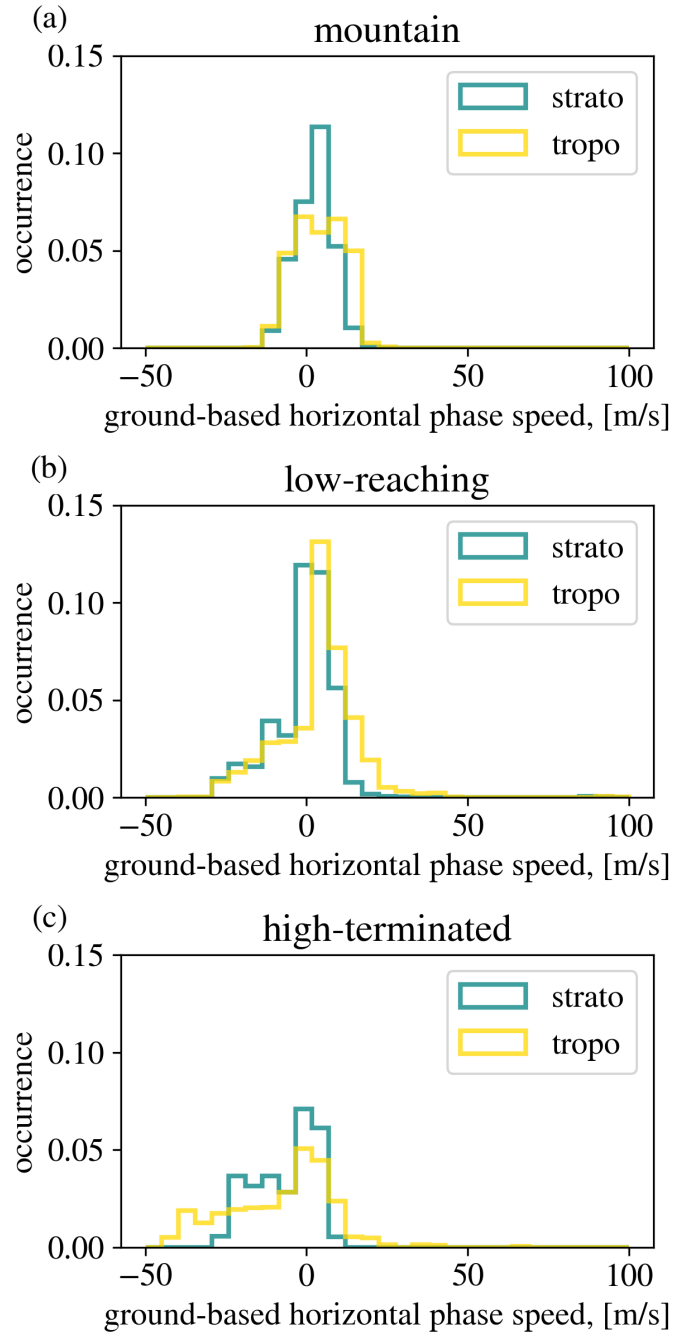 (a)
mountain
0.15
0.10
0.05
0.00
occurrence
strato
tropo
−50 0 50 100
ground-based horizontal phase speed, [m/s]
(b)
low-reaching
0.15
0.10
0.05
0.00
occurrence
strato
tropo
−50 0 50 100
ground-based horizontal phase speed, [m/s]
(c)
high-terminated
0.15
0.10
0.05
0.00
occurrence
strato
tropo
−50 0 50 100
ground-based horizontal phase speed, [m/s]